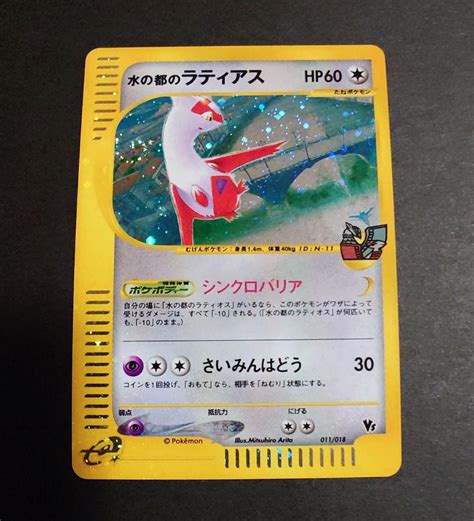 水の都のラティアス HP60
たねポケモン
むげんポケモン：身長1.4m、体重40kg ID:N-11
特殊体質
ポケボディー シンクロバリア
自分の場に「水の都のラティオス」がいるなら、このポケモンがワザによって
受けるダメージは、すべて「-10」される。（「水の都のラティオス」が何匹いても、
「-10」のまま。）
さいみんはどう 30
コインを1回投げ、「おもて」なら、相手を「ねむり」状態にする。
弱点 抵抗力 にげる
© Pokémon Illus.Mitsuhiro Arita 011/018 VS